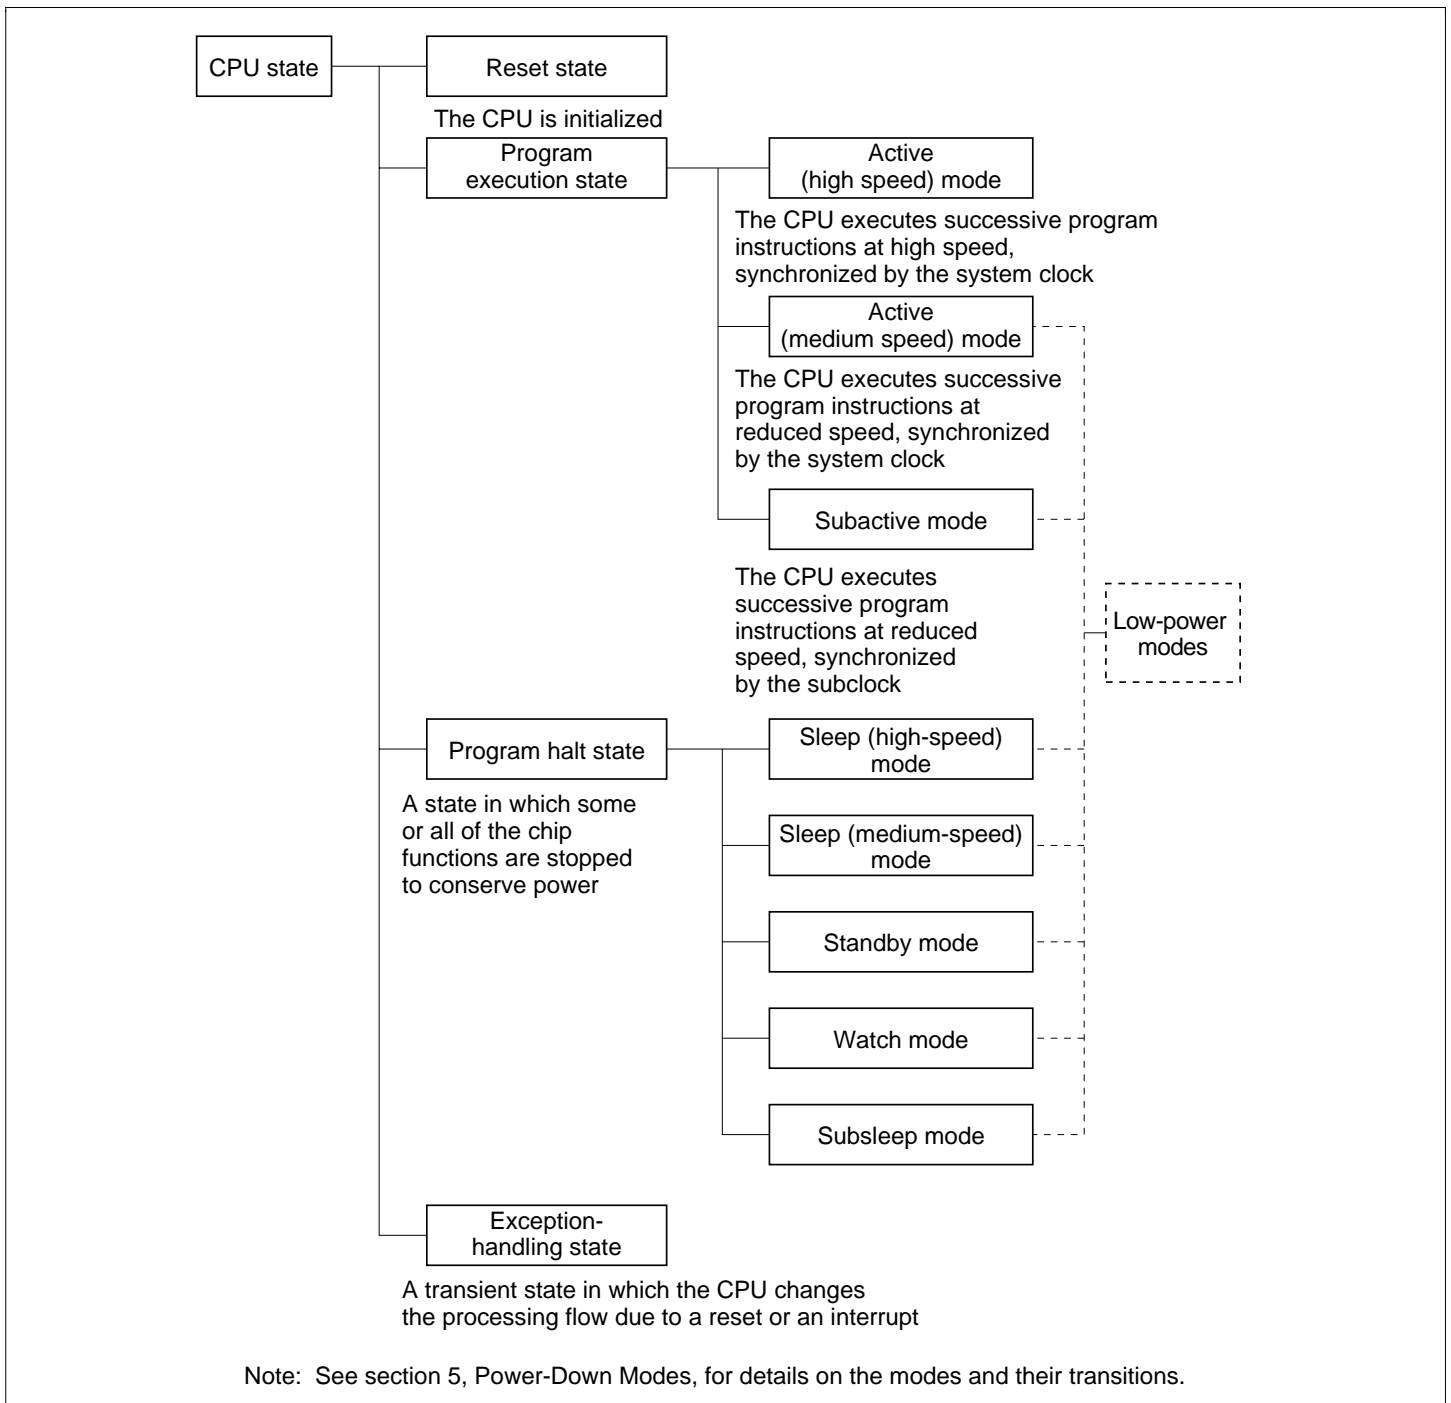 CPU state
Reset state
The CPU is initialized
Program
execution state
Active
(high speed) mode
The CPU executes successive program
instructions at high speed,
synchronized by the system clock
Active
(medium speed) mode
The CPU executes successive
program instructions at
reduced speed, synchronized
by the system clock
Subactive mode
The CPU executes
successive program
instructions at reduced
speed, synchronized
by the subclock
Low-power
modes
Program halt state
A state in which some
or all of the chip
functions are stopped
to conserve power
Sleep (high-speed)
mode
Sleep (medium-speed)
mode
Standby mode
Watch mode
Subsleep mode
Exception-
handling state
A transient state in which the CPU changes
the processing flow due to a reset or an interrupt
Note: See section 5, Power-Down Modes, for details on the modes and their transitions.